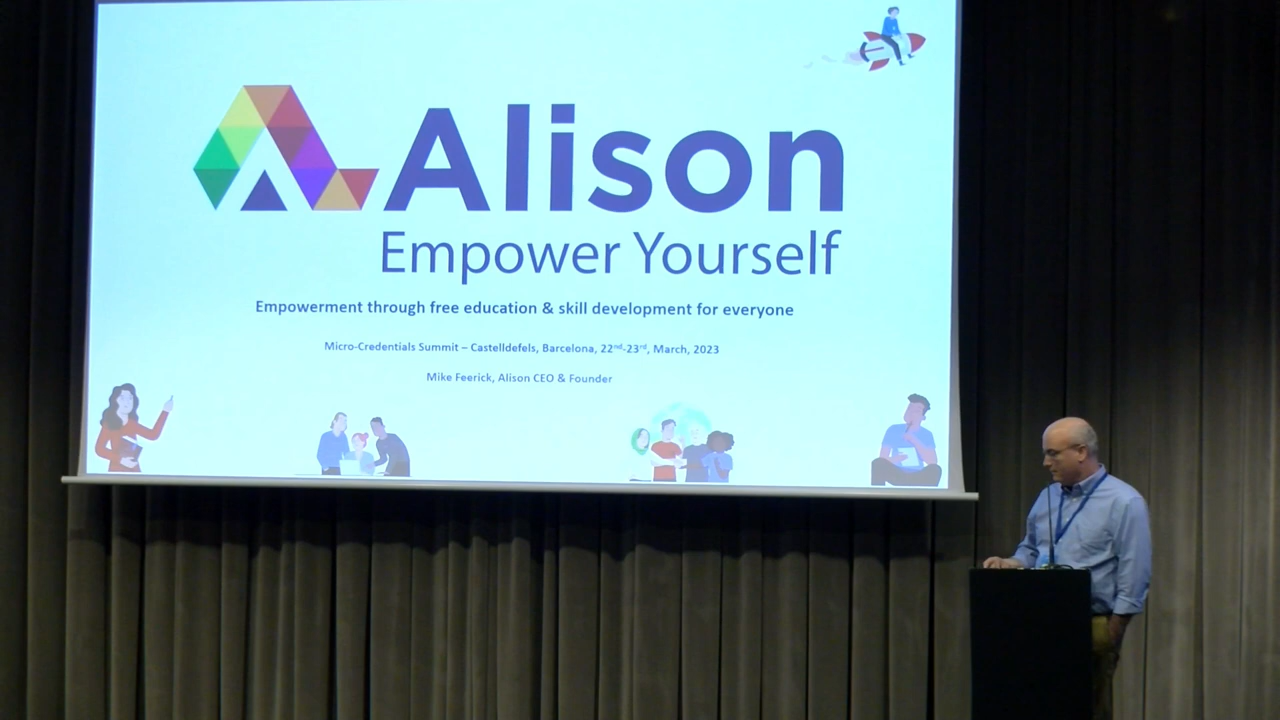 Alison
Empower Yourself
Empowerment through free education & skill development for everyone
Micro-Credentials Summit – Castelldefels, Barcelona, 22nd-23rd, March, 2023
Mike Feerick, Alison CEO & Founder